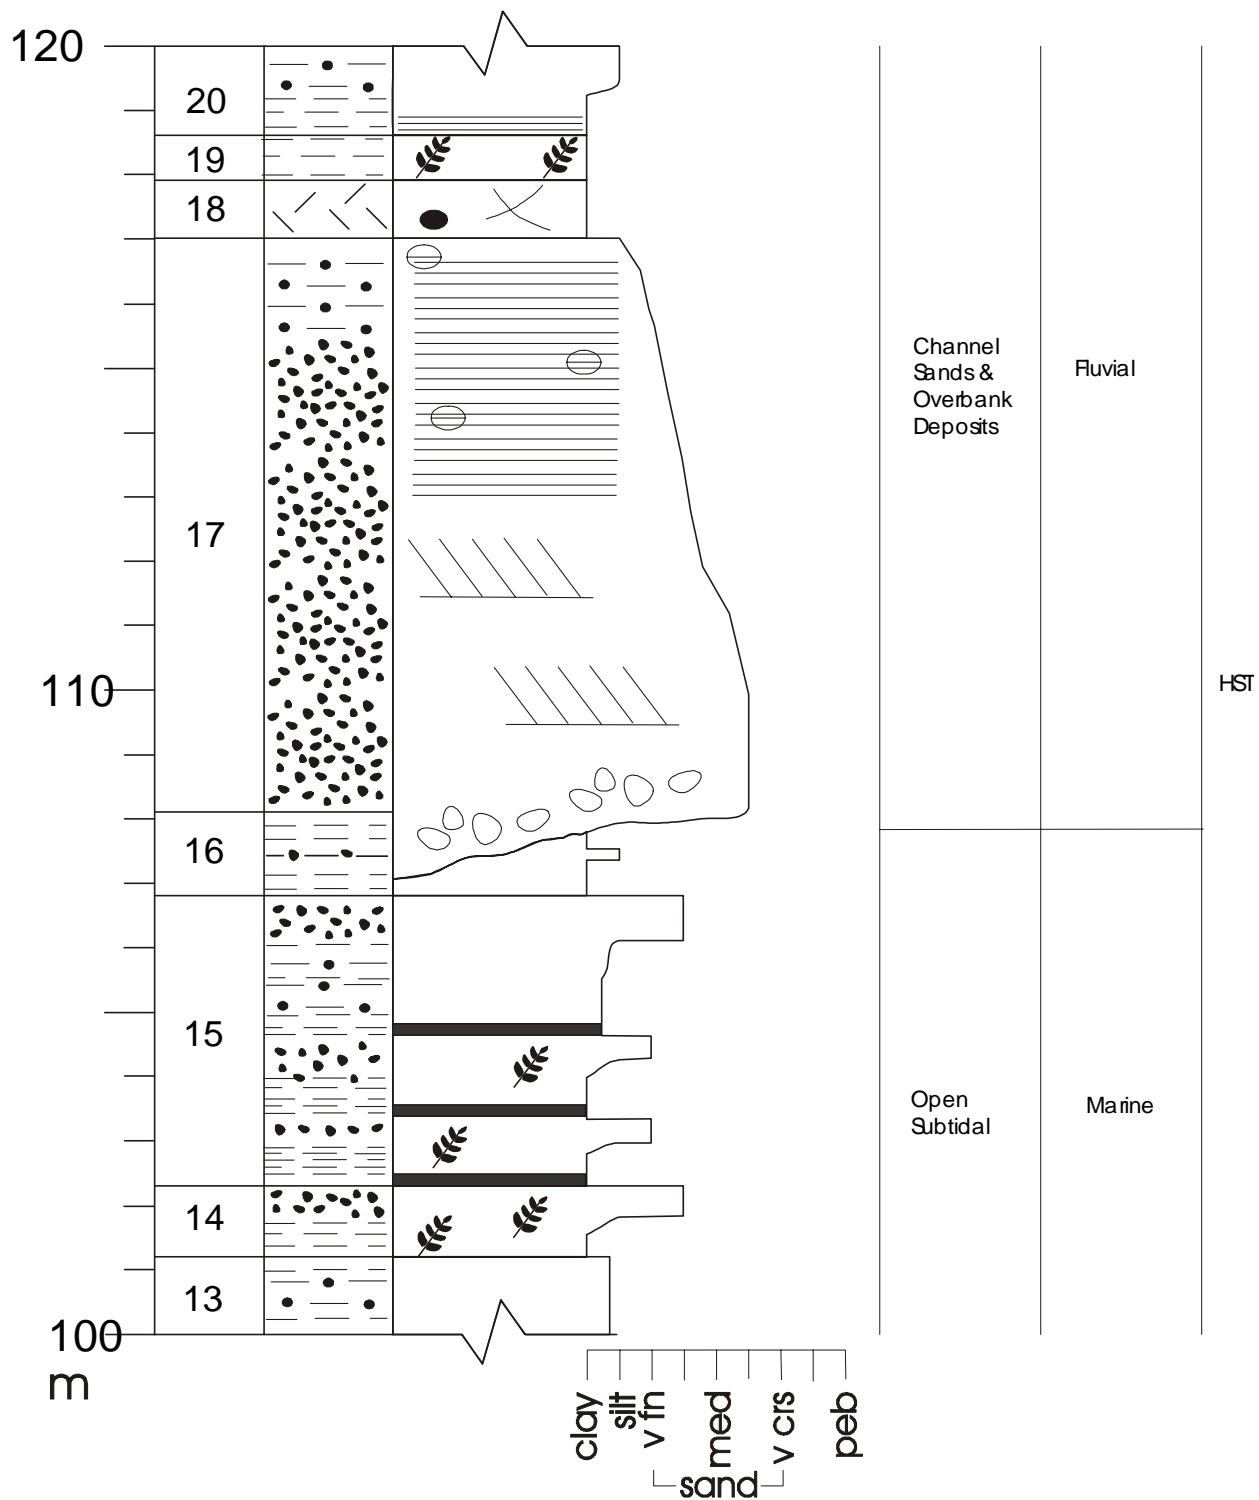 120
20
19
18
Channel
Sands &
Overbank
Deposits
Fluvial
17
110
HST
16
15
Open
Subtidal
Marine
14
13
100
m
clay
silt
v fn
med
v crs
peb
sand